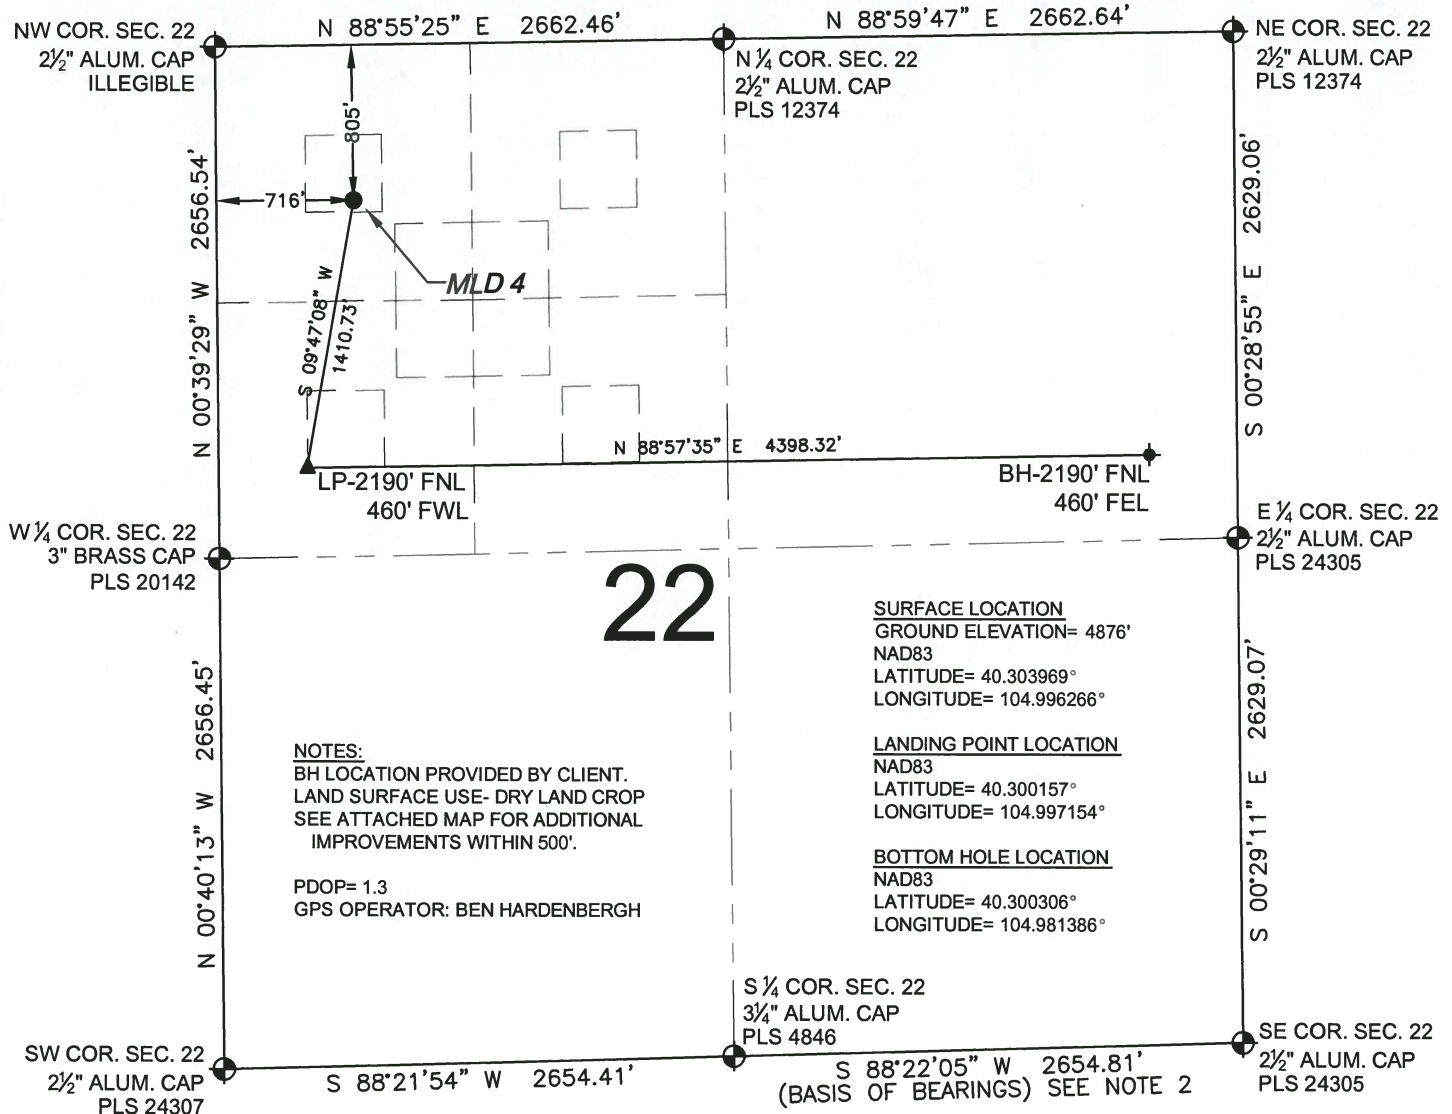 N 88°55'25" E 2662.46'
N 88°59'47" E 2662.64'
NW COR. SEC. 22
2½" ALUM. CAP
ILLEGIBLE
N ¼ COR. SEC. 22
2½" ALUM. CAP
PLS 12374
NE COR. SEC. 22
2½" ALUM. CAP
PLS 12374
805'
716'
MLD 4
N 00°39'29" W 2656.54'
S 09°47'08" W
1410.73'
S 00°28'55" E 2629.06'
N 88°57'35" E 4398.32'
LP-2190' FNL
460' FWL
BH-2190' FNL
460' FEL
W ¼ COR. SEC. 22
3" BRASS CAP
PLS 20142
E ¼ COR. SEC. 22
2½" ALUM. CAP
PLS 24305
22
SURFACE LOCATION
GROUND ELEVATION= 4876'
NAD83
LATITUDE= 40.303969°
LONGITUDE= 104.996266°
LANDING POINT LOCATION
NAD83
LATITUDE= 40.300157°
LONGITUDE= 104.997154°
BOTTOM HOLE LOCATION
NAD83
LATITUDE= 40.300306°
LONGITUDE= 104.981386°
N 00°40'13" W 2656.45'
NOTES:
BH LOCATION PROVIDED BY CLIENT.
LAND SURFACE USE- DRY LAND CROP
SEE ATTACHED MAP FOR ADDITIONAL
IMPROVEMENTS WITHIN 500'.
PDOP= 1.3
GPS OPERATOR: BEN HARDENBERGH
S 00°29'11" E 2629.07'
S ¼ COR. SEC. 22
3¼" ALUM. CAP
PLS 4846
SW COR. SEC. 22
2½" ALUM. CAP
PLS 24307
S 88°21'54" W 2654.41'
S 88°22'05" W 2654.81'
(BASIS OF BEARINGS) SEE NOTE 2
SE COR. SEC. 22
2½" ALUM. CAP
PLS 24305